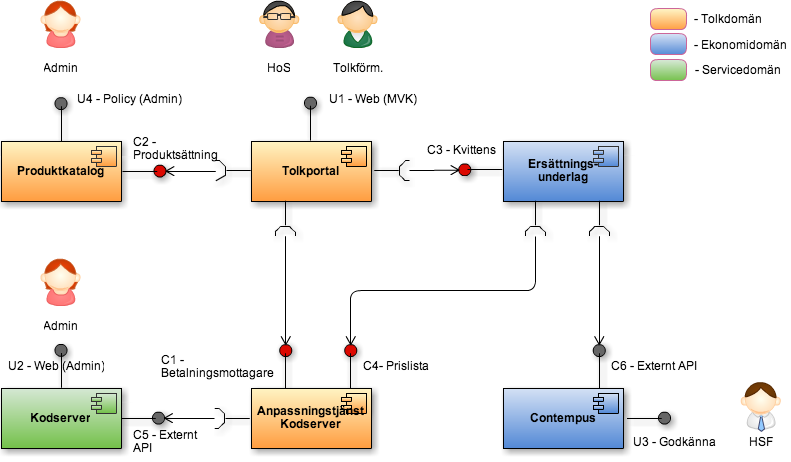 - Tolkdomän
- Ekonomidomän
- Servicedomän
Admin
HoS
Tolkförm.
U4 - Policy (Admin)
U1 - Web (MVK)
C2 -
Produktsättning
C3 - Kvittens
Produktkatalog
Tolkportal
Ersättnings-
underlag
Admin
U2 - Web (Admin)
C1 -
Betalningsmottagare
C4- Prislista
C6 - Externt API
Kodserver
C5 - Externt
API
Anpassningstjänst
Kodserver
Contempus
U3 - Godkänna
HSF